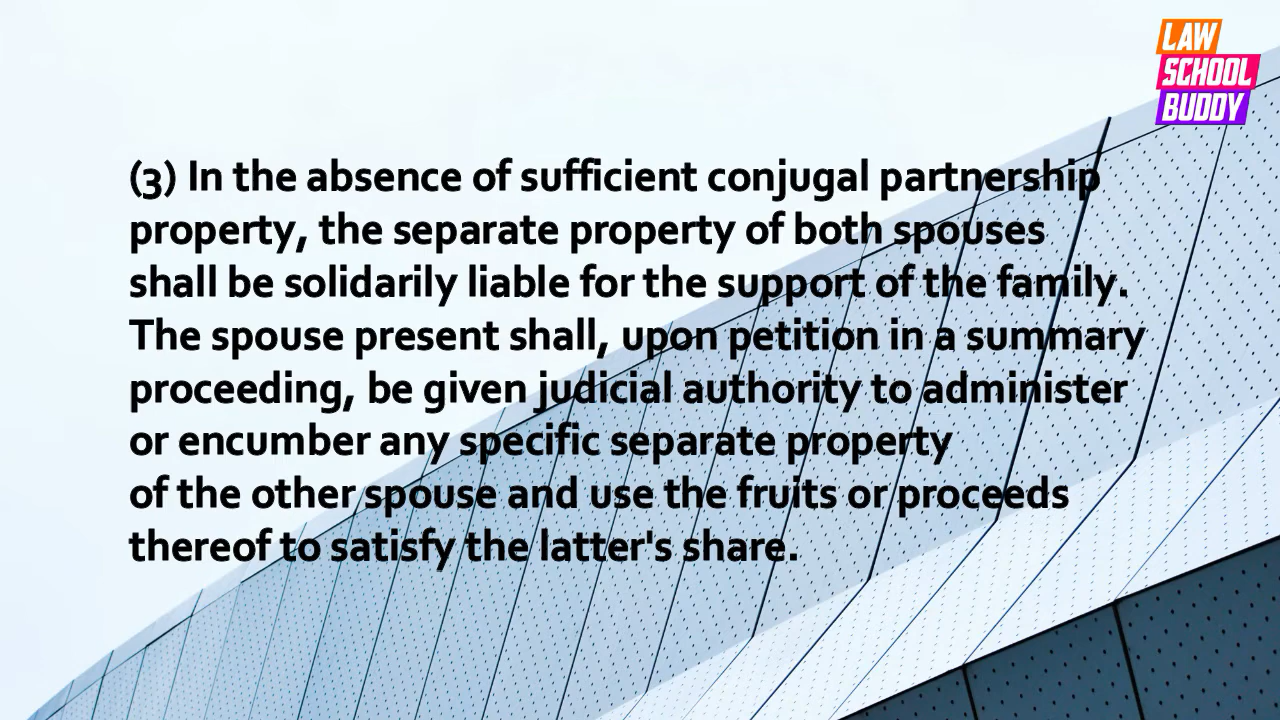 LAW
SCHOOL
BUDDY
(3) In the absence of sufficient conjugal partnership
property, the separate property of both spouses
shall be solidarily liable for the support of the family.
The spouse present shall, upon petition in a summary
proceeding, be given judicial authority to administer
or encumber any specific separate property
of the other spouse and use the fruits or proceeds
thereof to satisfy the latter's share.